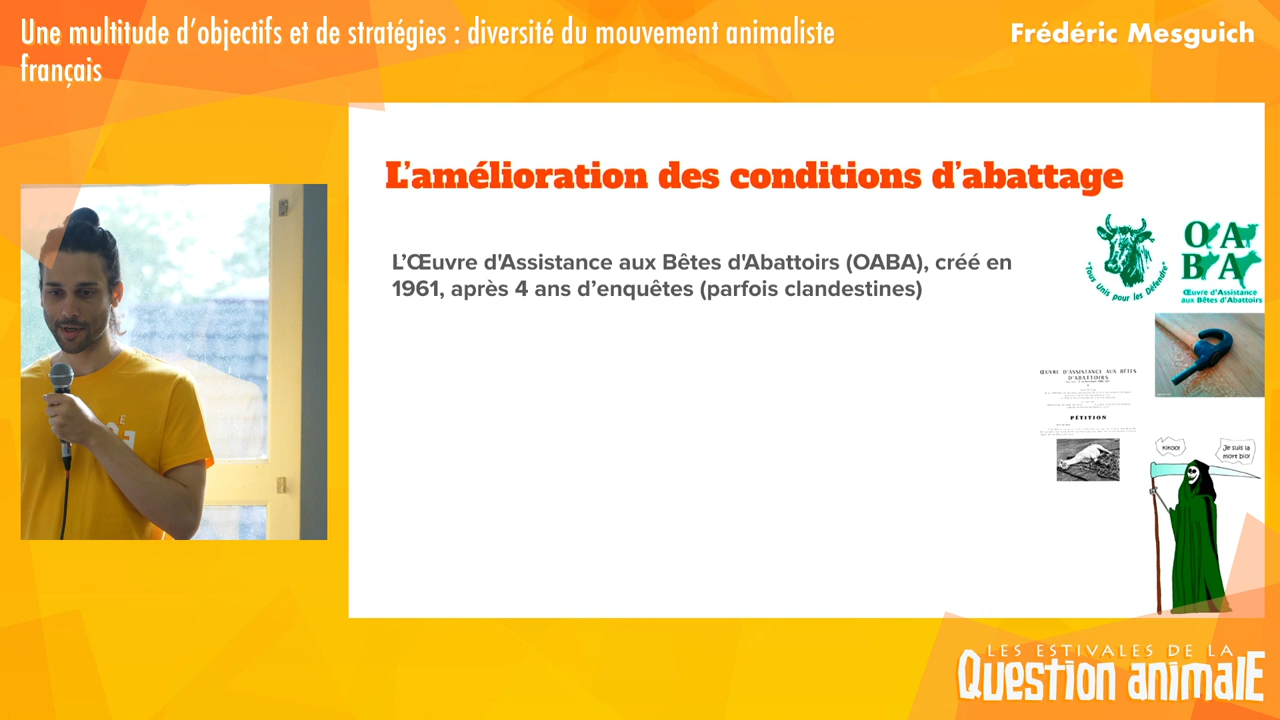 Une multitude d'objectifs et de stratégies : diversité du mouvement animaliste
français
Frédéric Mesguich
L'amélioration des conditions d'abattage
L'Œuvre d'Assistance aux Bêtes d'Abattoirs (OABA), créé en
1961, après 4 ans d'enquêtes (parfois clandestines)
"Tous Unis pour les Défendre"
O A
B A
Œuvre d'Assistance
aux Bêtes d'Abattoirs
ŒUVRE D'ASSISTANCE AUX BÊTES
D'ABATTOIRS
PÉTITION
KIKOO!
Je suis la
mort bio!
LES ESTIVALES DE LA
QUESTION ANIMALE